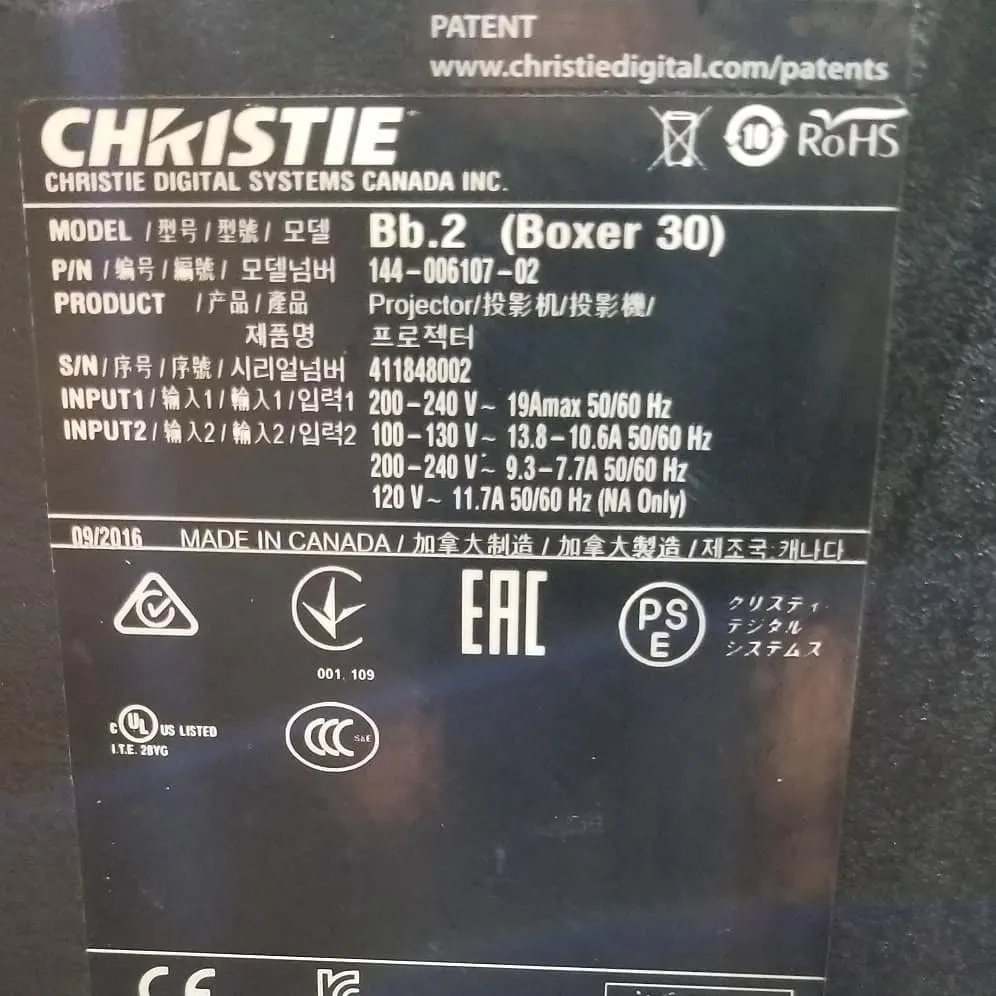 PATENT
www.christiedigital.com/patents
CHRISTIE
10
RoHS
CHRISTIE DIGITAL SYSTEMS CANADA INC.
MODEL / 型号 / 型號 / 모델 Bb.2 (Boxer 30)
P/N / 编号 / 編號 / 모델넘버 144-006107-02
PRODUCT / 产品 / 產品 Projector/投影机/投影機/
제품명 프로젝터
S/N / 序号 / 序號 / 시리얼넘버 411848002
INPUT1 / 输入1 / 輸入1 / 입력1 200-240 V~ 19Amax 50/60 Hz
INPUT2 / 输入2 / 輸入2 / 입력2 100-130 V~ 13.8-10.6A 50/60 Hz
200-240 V~ 9.3-7.7A 50/60 Hz
120 V~ 11.7A 50/60 Hz (NA Only)
09/2016 MADE IN CANADA / 加拿大制造 / 加拿大製造 / 제조국:캐나다
EAC
PS
E
クリスティ
デジタル
システムス
001. 109
C UL US LISTED
I.T.E. 28YG
CCC S&E
CE